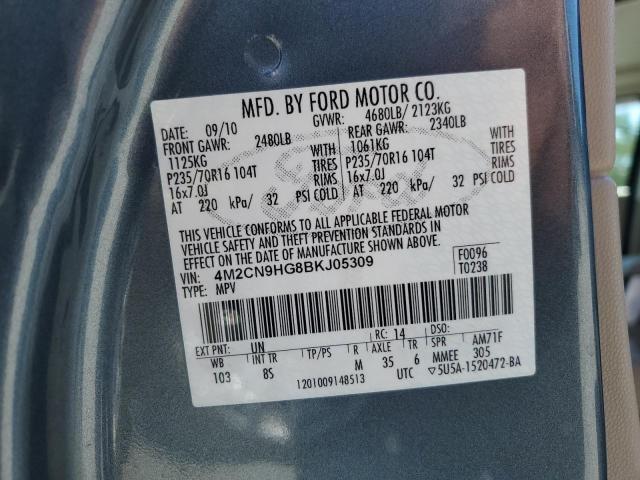 MFD. BY FORD MOTOR CO.
DATE: 09/10 GVWR: 4680LB/ 2123KG
FRONT GAWR: 2480LB REAR GAWR: 2340LB
1125KG WITH 1061KG WITH
P235/70R16 104T TIRES P235/70R16 104T TIRES
16x7.0J RIMS 16x7.0J RIMS
AT 220 kPa/ 32 PSI COLD AT 220 kPa/ 32 PSI COLD
Ford
THIS VEHICLE CONFORMS TO ALL APPLICABLE FEDERAL MOTOR
VEHICLE SAFETY AND THEFT PREVENTION STANDARDS IN
EFFECT ON THE DATE OF MANUFACTURE SHOWN ABOVE.
VIN: 4M2CN9HG8BKJ05309 F0096
TYPE: MPV T0238
EXT PNT: UN RC: 14 DSO:
WB INT TR TP/PS R AXLE TR SPR AM71F
103 8S M 35 6 MMEE 305
1201009148513 UTC ▽5U5A-1520472-BA